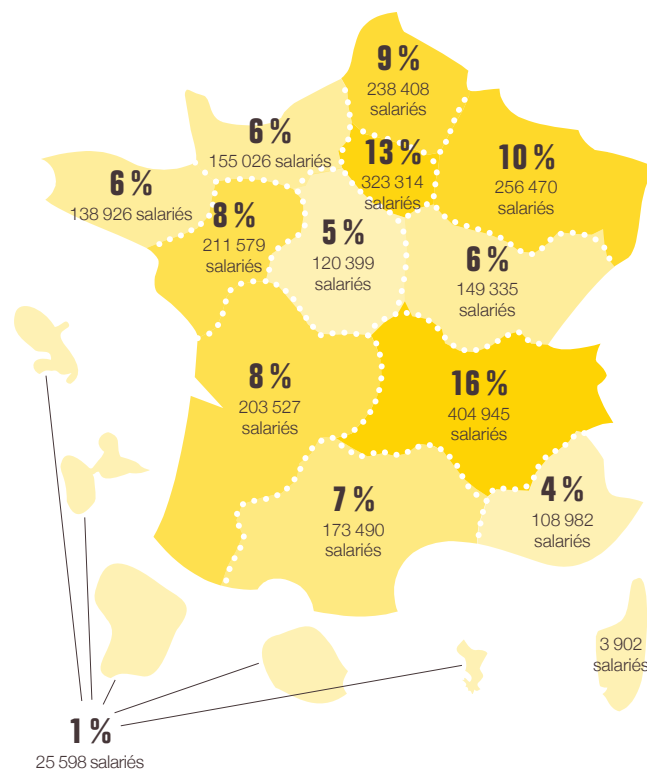 9 %
238 408
salariés
6 %
155 026 salariés
13 %
323 314
salariés
10 %
256 470
salariés
6 %
138 926 salariés
8 %
211 579
salariés
5 %
120 399
salariés
6 %
149 335
salariés
8 %
203 527
salariés
16 %
404 945
salariés
7 %
173 490
salariés
4 %
108 982
salariés
3 902
salariés
1 %
25 598 salariés